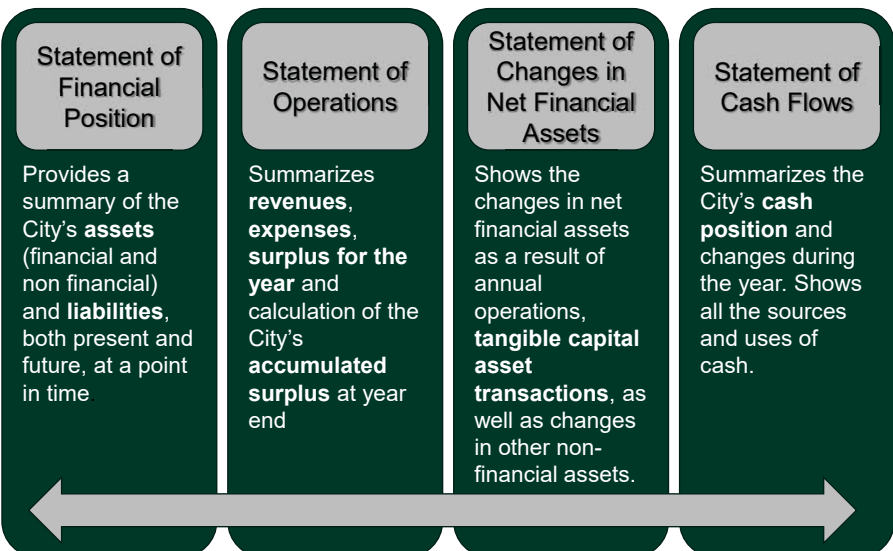 Statement of
Financial
Position
Provides a
summary of the
City's assets
(financial and
non financial)
and liabilities,
both present and
future, at a point
in time.
Statement of
Operations
Summarizes
revenues,
expenses,
surplus for the
year and
calculation of the
City's
accumulated
surplus at year
end
Statement of
Changes in
Net Financial
Assets
Shows the
changes in net
financial assets
as a result of
annual
operations,
tangible capital
asset
transactions, as
well as changes
in other non-
financial assets.
Statement of
Cash Flows
Summarizes the
City's cash
position and
changes during
the year. Shows
all the sources
and uses of
cash.